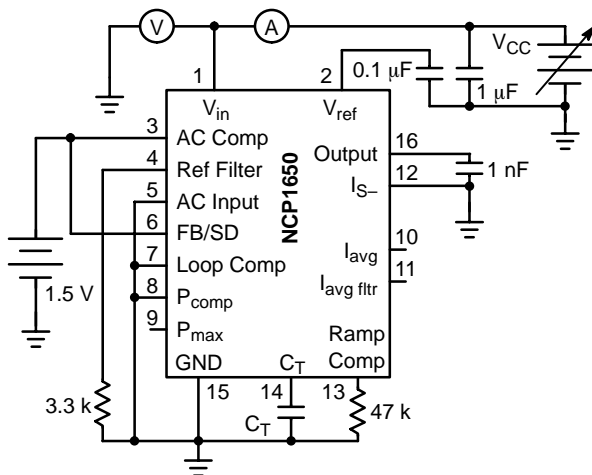 V
A
V_CC
1
2
0.1 μF
1 μF
V_in
V_ref
3
AC Comp
4
Ref Filter
5
AC Input
6
FB/SD
7
Loop Comp
8
P_comp
9
P_max
NCP1650
Output
16
I_S–
12
1 nF
I_avg
10
I_avg fltr
11
Ramp
Comp
GND
C_T
15
14
13
1.5 V
3.3 k
C_T
47 k